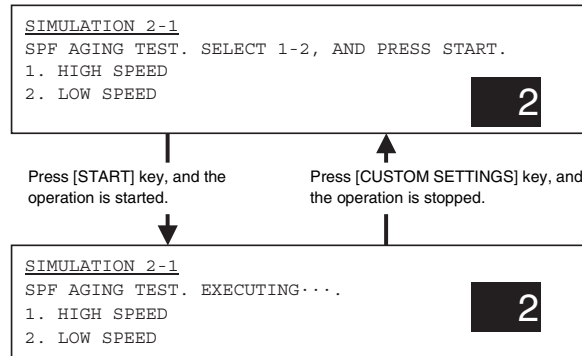 SIMULATION 2-1
SPF AGING TEST. SELECT 1-2, AND PRESS START.
1. HIGH SPEED
2. LOW SPEED
2
Press [START] key, and the
operation is started.
Press [CUSTOM SETTINGS] key, and
the operation is stopped.
SIMULATION 2-1
SPF AGING TEST. EXECUTING···.
1. HIGH SPEED
2. LOW SPEED
2